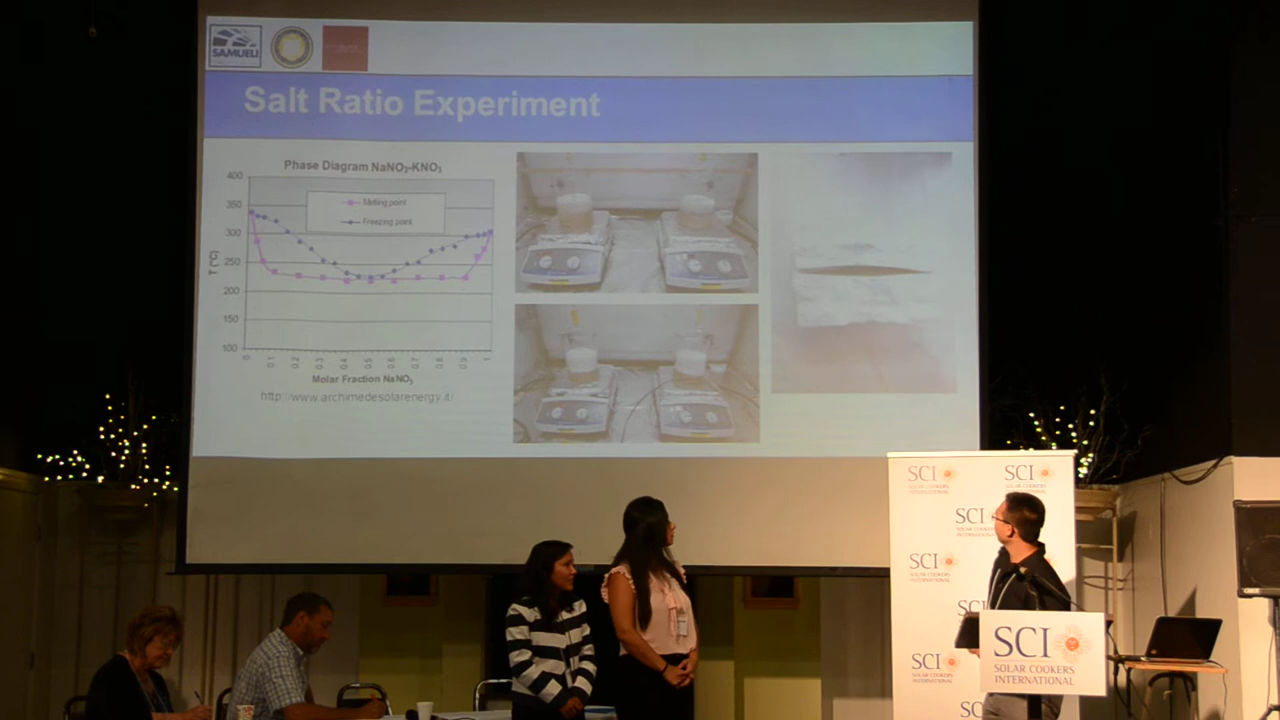 SAMUELI
Salt Ratio Experiment
Phase Diagram NaNO₃-KNO₃
400
350
300
250
200
150
100
T (°C)
Melting point
Freezing point
0
0.1
0.2
0.3
0.4
0.5
0.6
0.7
0.8
0.9
1
Molar Fraction NaNO₃
http://www.archimedesolarenergy.it/
SCI
SOLAR COOKERS
INTERNATIONAL
SCI
SOLAR COOKERS
INTERNATIONAL
SCI
SOLAR COOKERS
INTERNATIONAL
SCI
SOLAR COOKERS
INTERNATIONAL
SCI
SCI
SOLAR COOKERS
INTERNATIONAL
SCI
SCI
SOLAR COOKERS
INTERNATIONAL